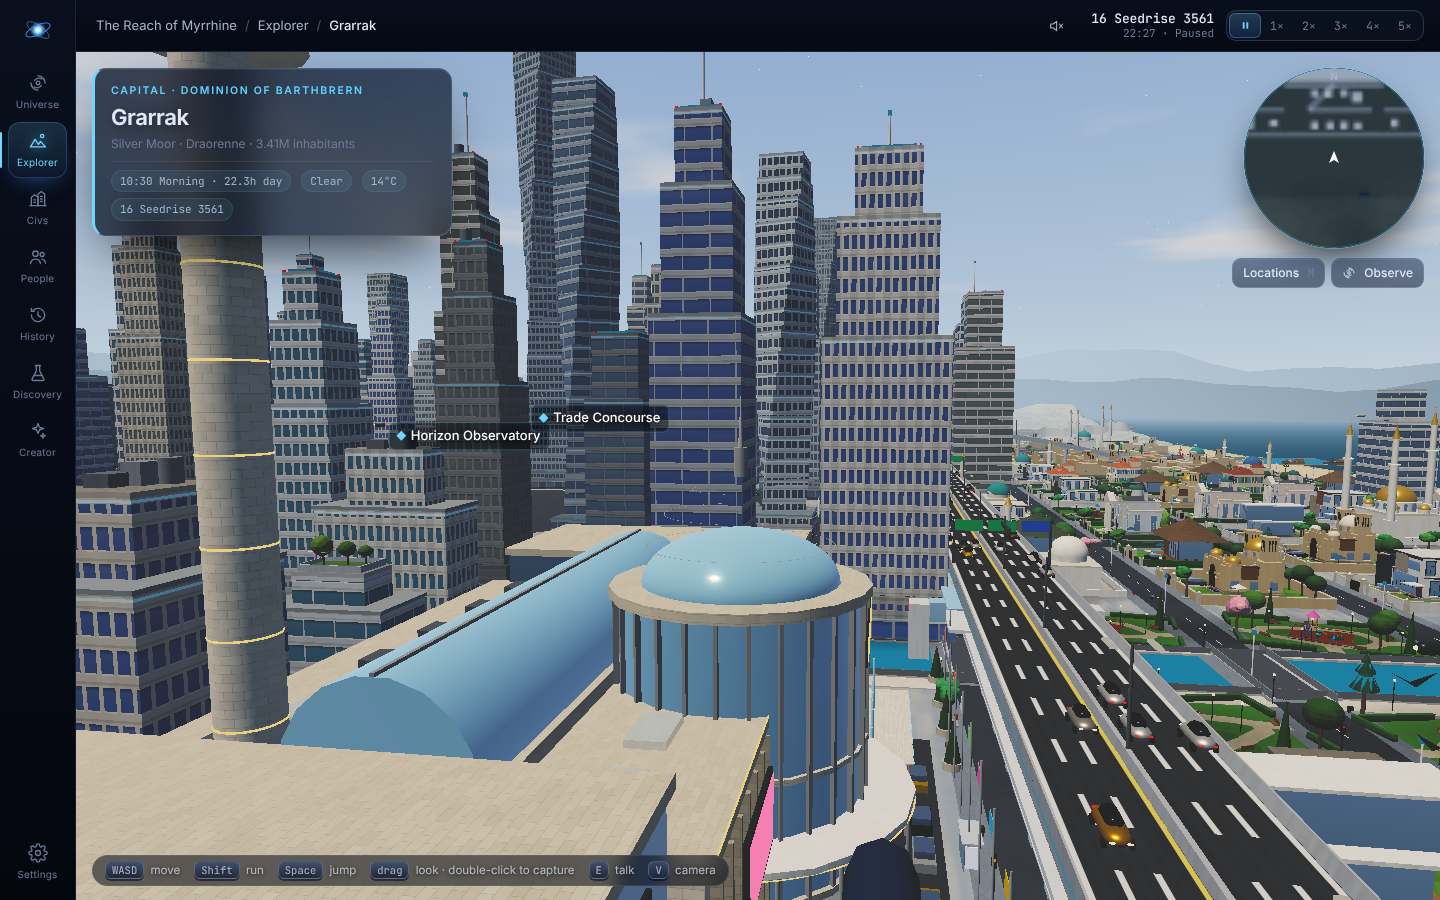 The Reach of Myrrhine / Explorer / Grarrak
16 Seedrise 3561
22:27 · Paused
1× 2× 3× 4× 5×
Universe
Explorer
Civs
People
History
Discovery
Creator
Settings
CAPITAL · DOMINION OF BARTHBRERN
Grarrak
Silver Moor · Draorenne · 3.41M inhabitants
10:30 Morning · 22.3h day
Clear
14°C
16 Seedrise 3561
N
Locations M
Observe
Trade Concourse
Horizon Observatory
WASD move Shift run Space jump drag look · double-click to capture E talk V camera